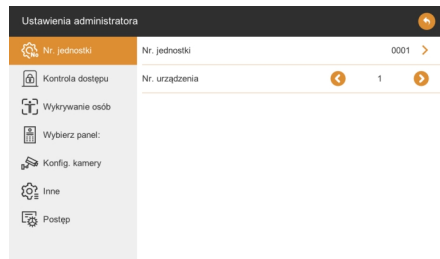 Ustawienia administratora
Nr. jednostki
Nr. jednostki 0001
Kontrola dostępu
Nr. urządzenia 1
Wykrywanie osób
Wybierz panel:
Konfig. kamery
Inne
Postęp